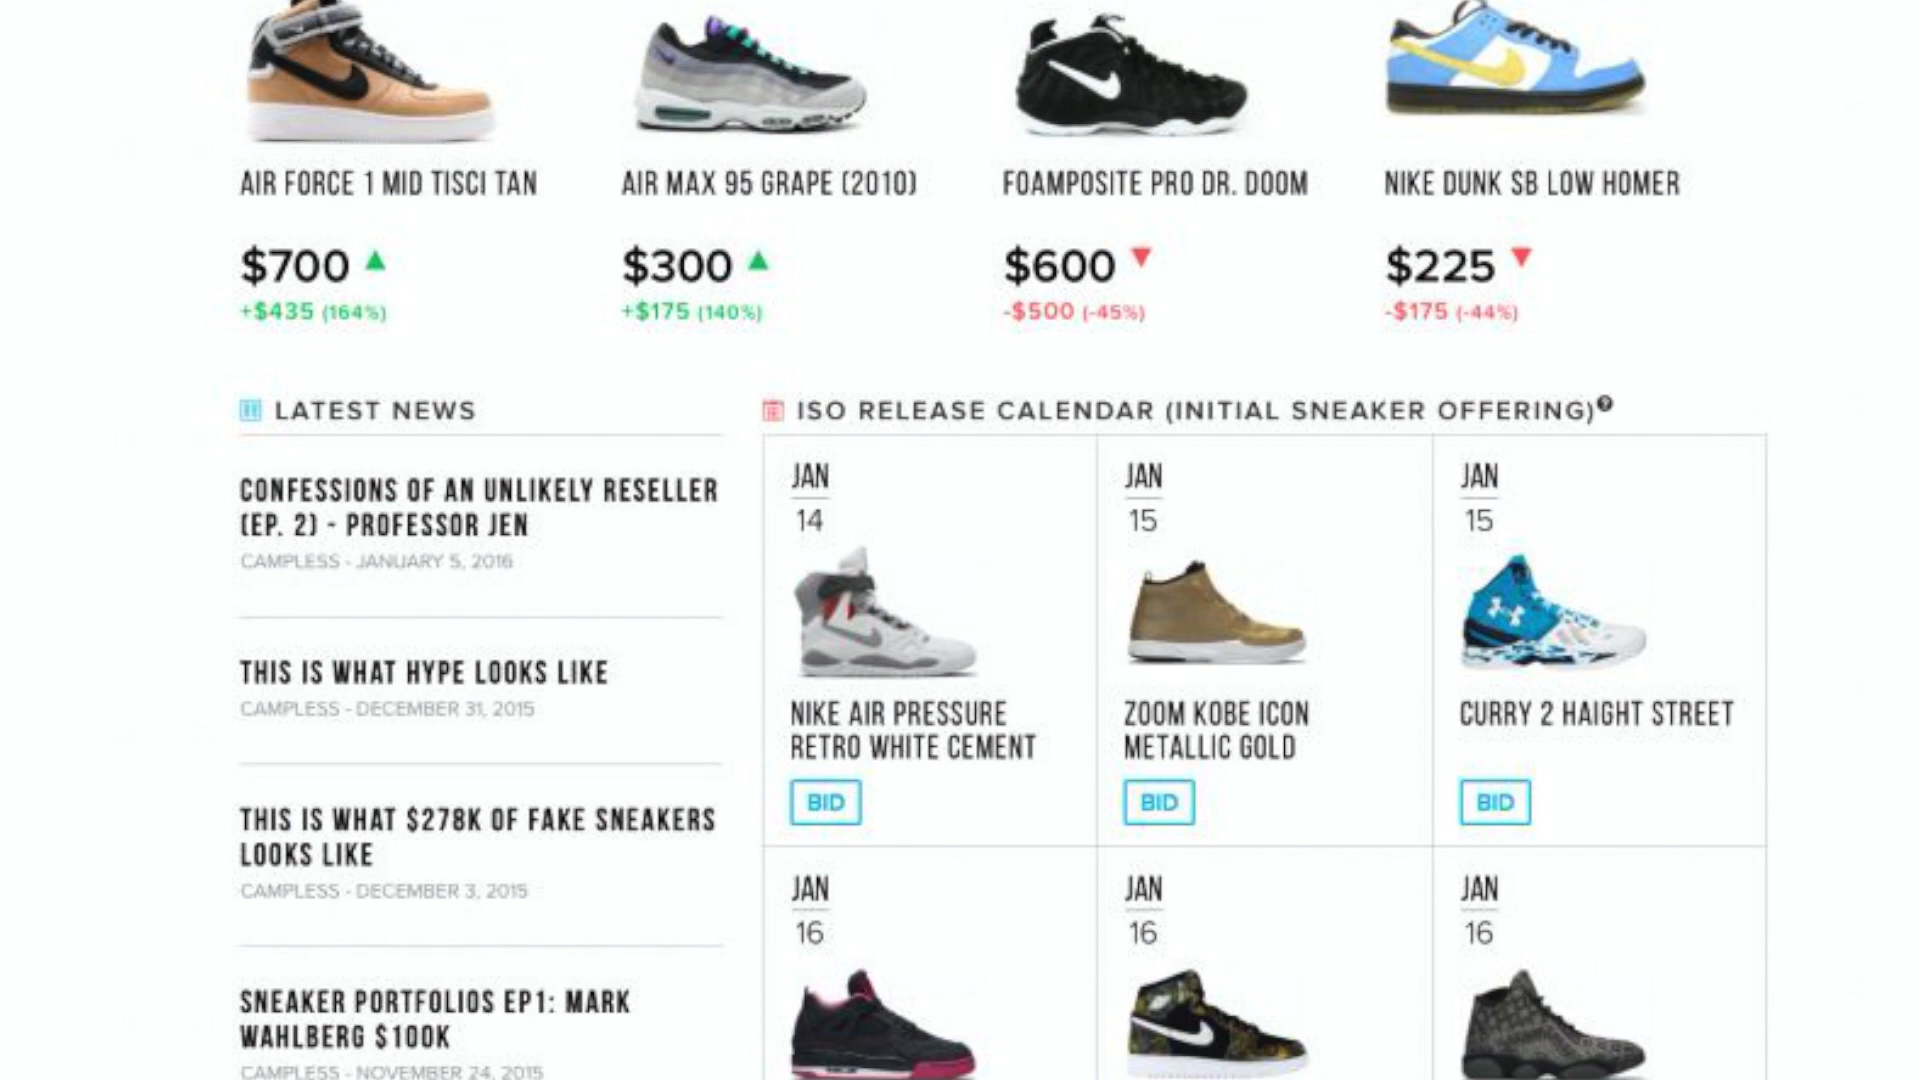 AIR FORCE 1 MID TISCI TAN
$700
+$435 (164%)
AIR MAX 95 GRAPE (2010)
$300
+$175 (140%)
FOAMPOSITE PRO DR. DOOM
$600
-$500 (-45%)
NIKE DUNK SB LOW HOMER
$225
-$175 (-44%)
LATEST NEWS
CONFESSIONS OF AN UNLIKELY RESELLER
(EP. 2) - PROFESSOR JEN
CAMPLESS - JANUARY 5, 2016
THIS IS WHAT HYPE LOOKS LIKE
CAMPLESS - DECEMBER 31, 2015
THIS IS WHAT $278K OF FAKE SNEAKERS
LOOKS LIKE
CAMPLESS - DECEMBER 3, 2015
SNEAKER PORTFOLIOS EP1: MARK
WAHLBERG $100K
CAMPLESS - NOVEMBER 24, 2015
ISO RELEASE CALENDAR (INITIAL SNEAKER OFFERING)?
JAN
14
NIKE AIR PRESSURE
RETRO WHITE CEMENT
BID
JAN
15
ZOOM KOBE ICON
METALLIC GOLD
BID
JAN
15
CURRY 2 HAIGHT STREET
BID
JAN
16
JAN
16
JAN
16